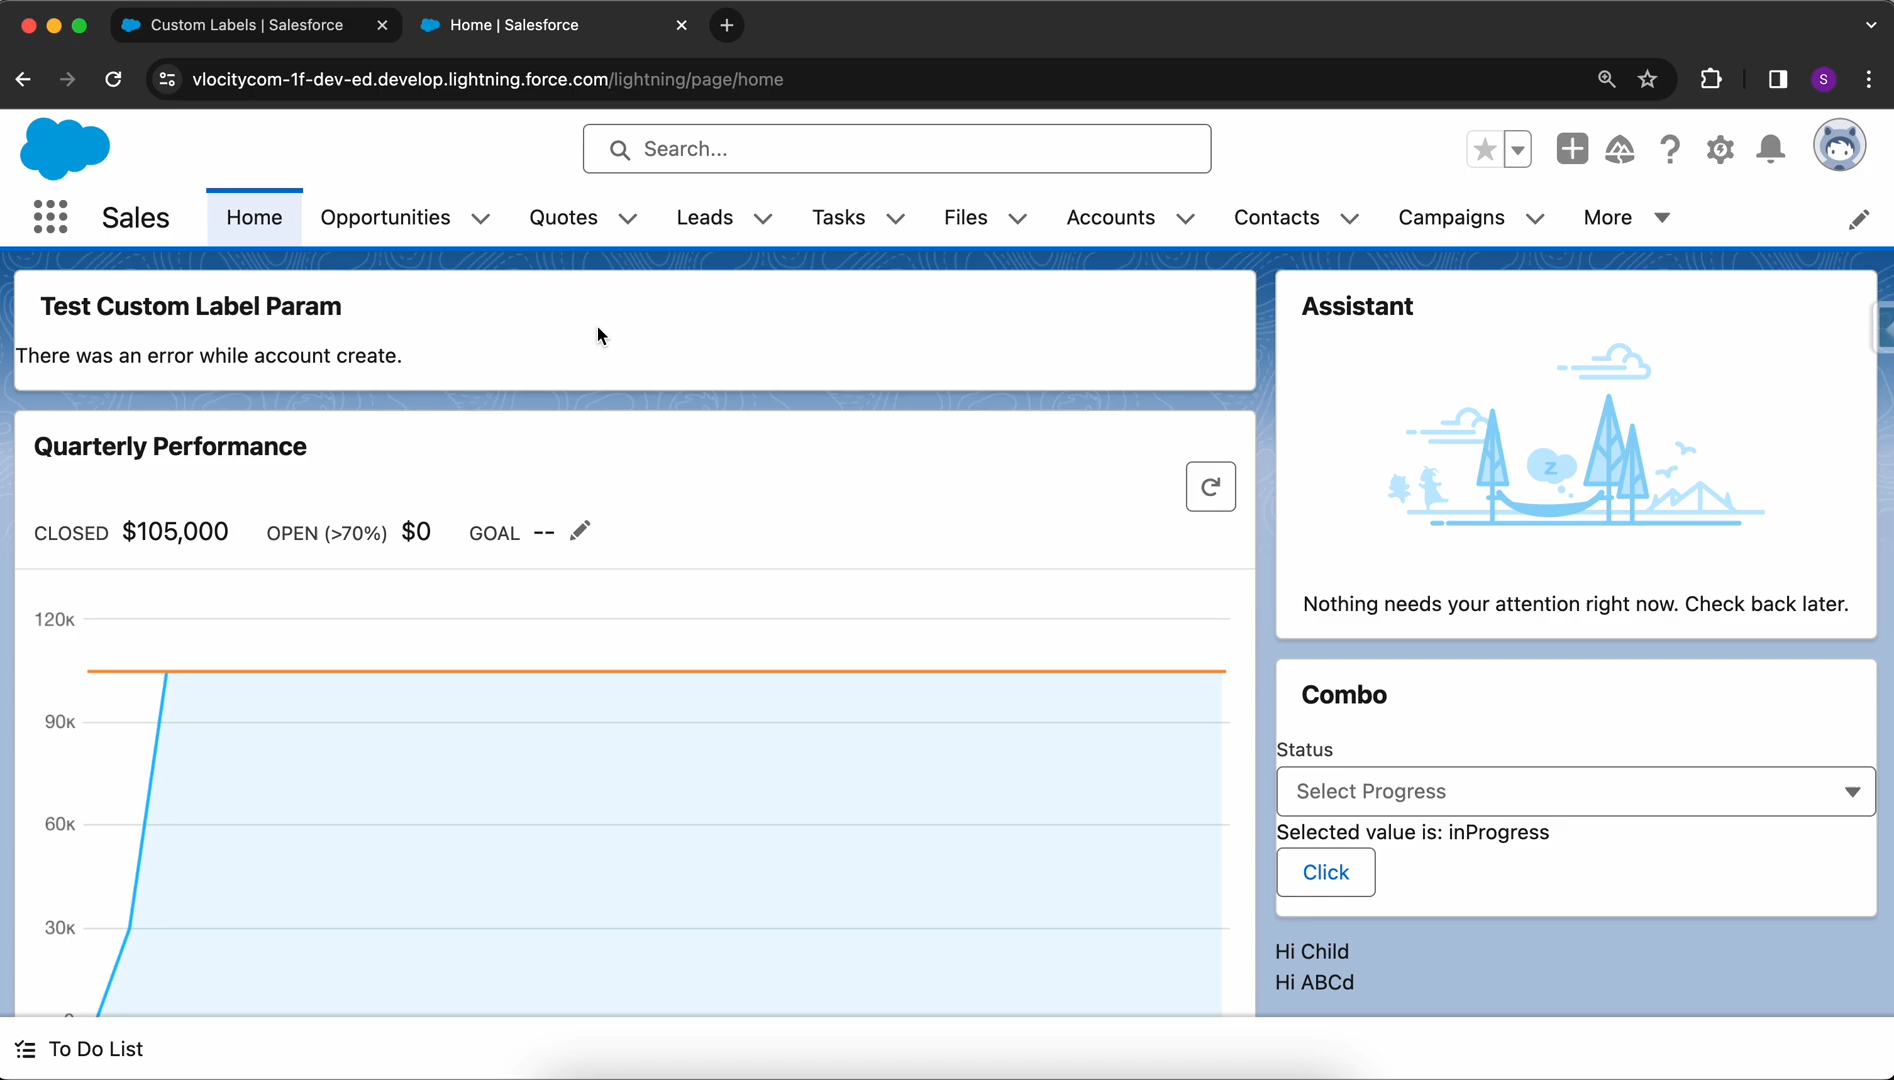 Custom Labels | Salesforce
Home | Salesforce
vlocitycom-1f-dev-ed.develop.lightning.force.com/lightning/page/home
S
Search...
Sales
Home
Opportunities
Quotes
Leads
Tasks
Files
Accounts
Contacts
Campaigns
More
Test Custom Label Param
There was an error while account create.
Quarterly Performance
CLOSED $105,000 OPEN (>70%) $0 GOAL --
120K
90K
60K
30K
Assistant
z
Nothing needs your attention right now. Check back later.
Combo
Status
Select Progress
Selected value is: inProgress
Click
Hi Child
Hi ABCd
To Do List